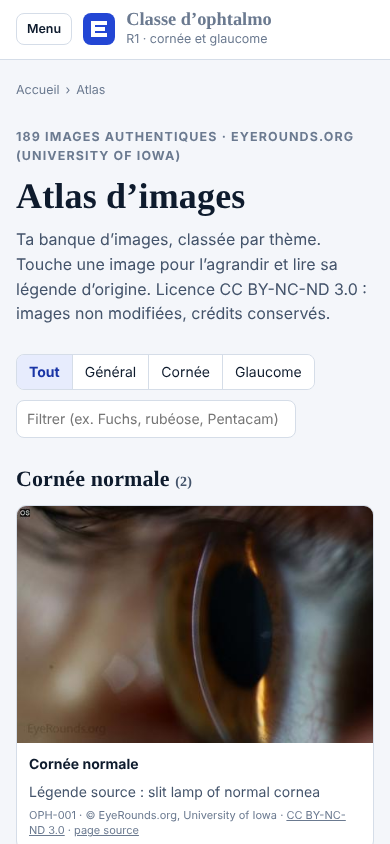 Menu
Classe d’ophtalmo
R1 · cornée et glaucome
Accueil › Atlas
189 IMAGES AUTHENTIQUES · EYEROUNDS.ORG
(UNIVERSITY OF IOWA)
Atlas d’images
Ta banque d’images, classée par thème.
Touche une image pour l’agrandir et lire sa
légende d’origine. Licence CC BY-NC-ND 3.0 :
images non modifiées, crédits conservés.
Tout
Général
Cornée
Glaucome
Filtrer (ex. Fuchs, rubéose, Pentacam)
Cornée normale (2)
OS
EyeRounds.org
Cornée normale
Légende source : slit lamp of normal cornea
OPH-001 · © EyeRounds.org, University of Iowa · CC BY-NC-
ND 3.0 · page source